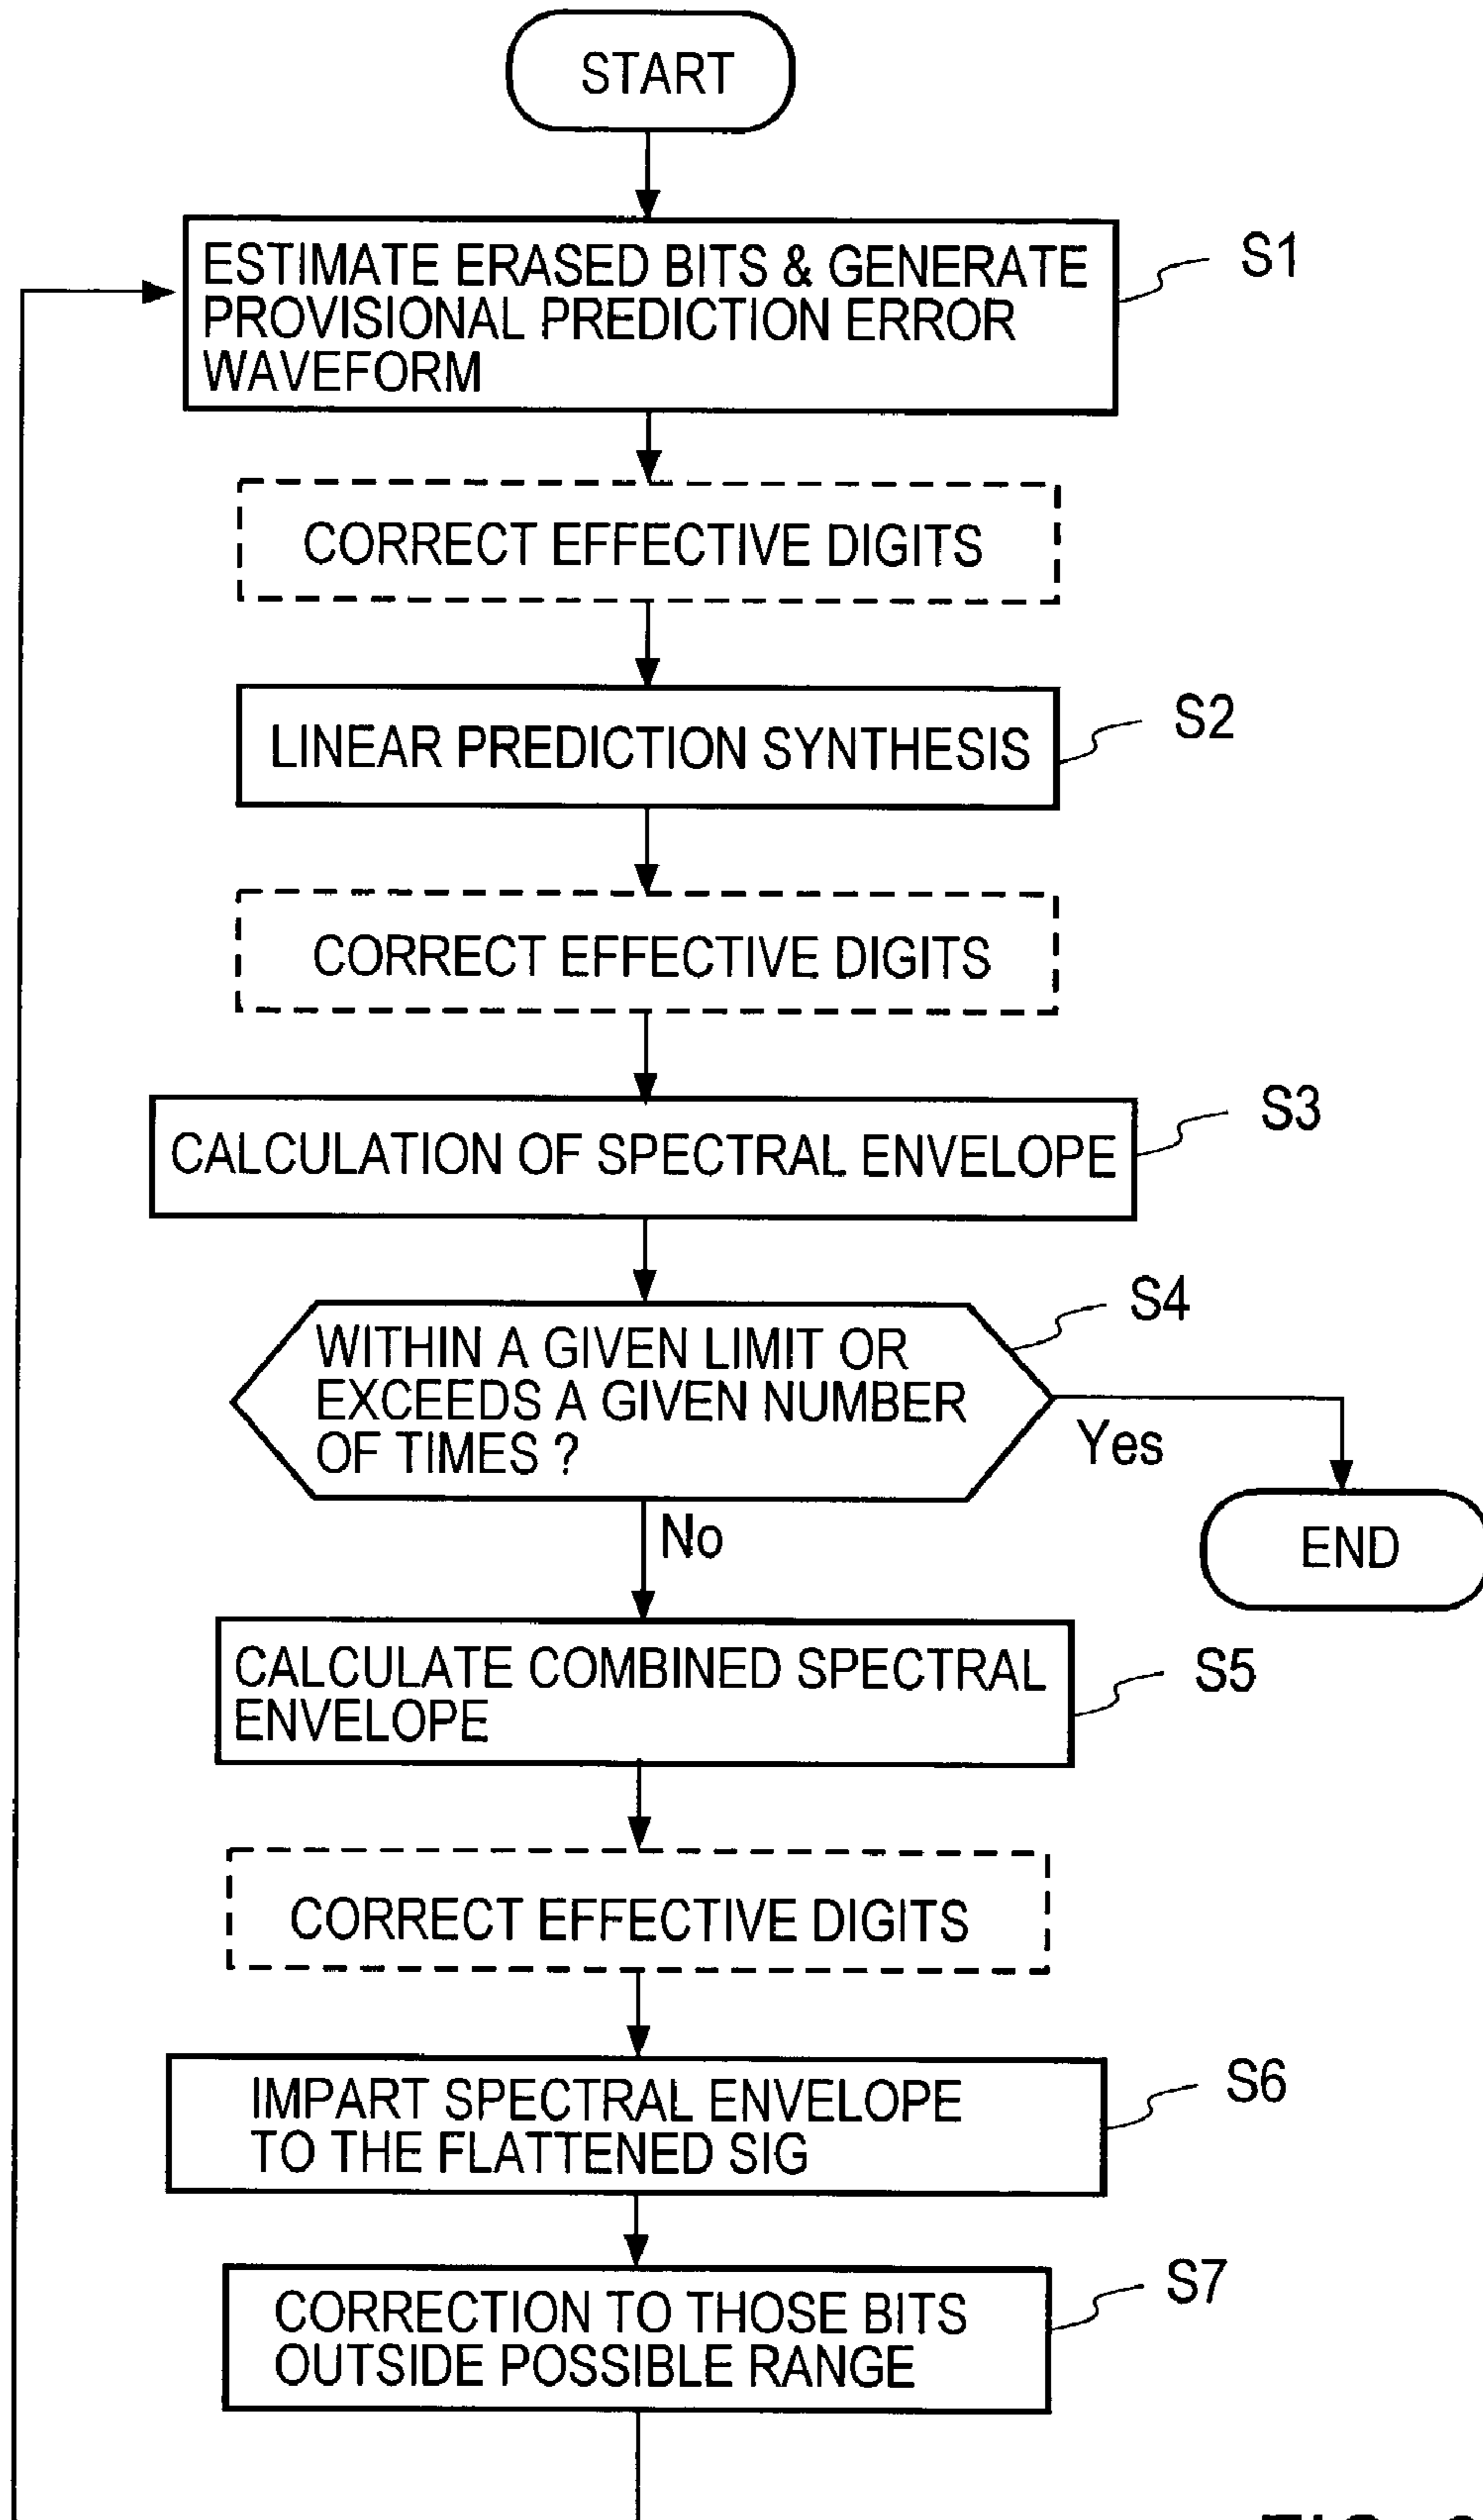 START
ESTIMATE ERASED BITS & GENERATE
PROVISIONAL PREDICTION ERROR
WAVEFORM
S1
CORRECT EFFECTIVE DIGITS
LINEAR PREDICTION SYNTHESIS
S2
CORRECT EFFECTIVE DIGITS
CALCULATION OF SPECTRAL ENVELOPE
S3
WITHIN A GIVEN LIMIT OR
EXCEEDS A GIVEN NUMBER
OF TIMES ?
S4
Yes
END
No
CALCULATE COMBINED SPECTRAL
ENVELOPE
S5
CORRECT EFFECTIVE DIGITS
IMPART SPECTRAL ENVELOPE
TO THE FLATTENED SIG
S6
CORRECTION TO THOSE BITS
OUTSIDE POSSIBLE RANGE
S7